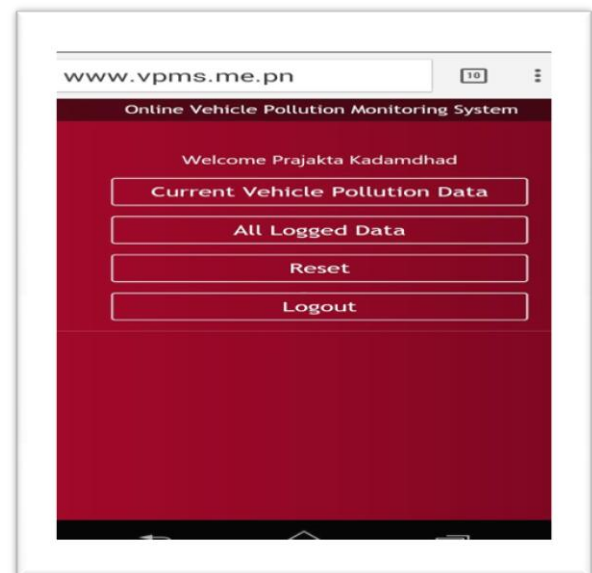 www.vpms.me.pn
10
Online Vehicle Pollution Monitoring System
Welcome Prajakta Kadamdhad
Current Vehicle Pollution Data
All Logged Data
Reset
Logout